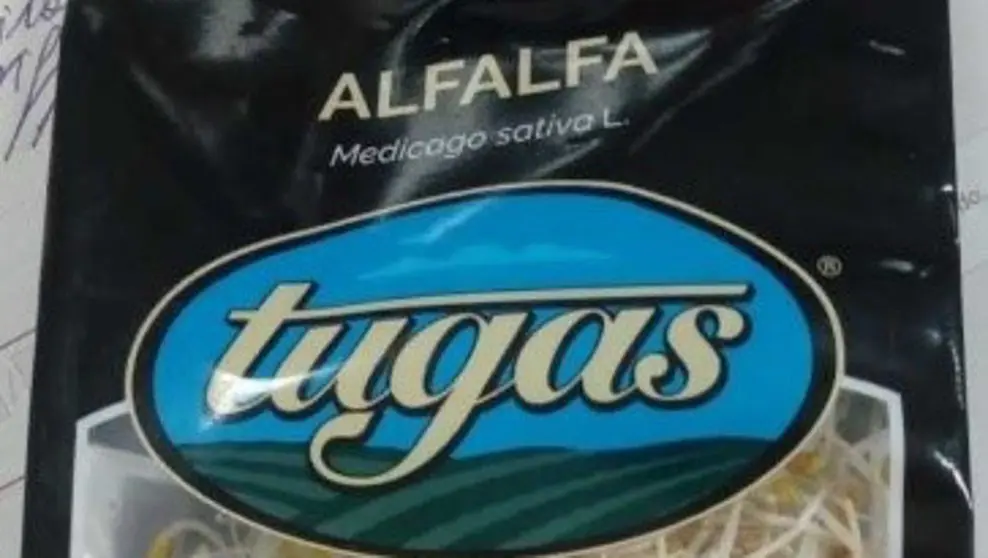 ALFALFA
Medicago sativa L.
tugas
®